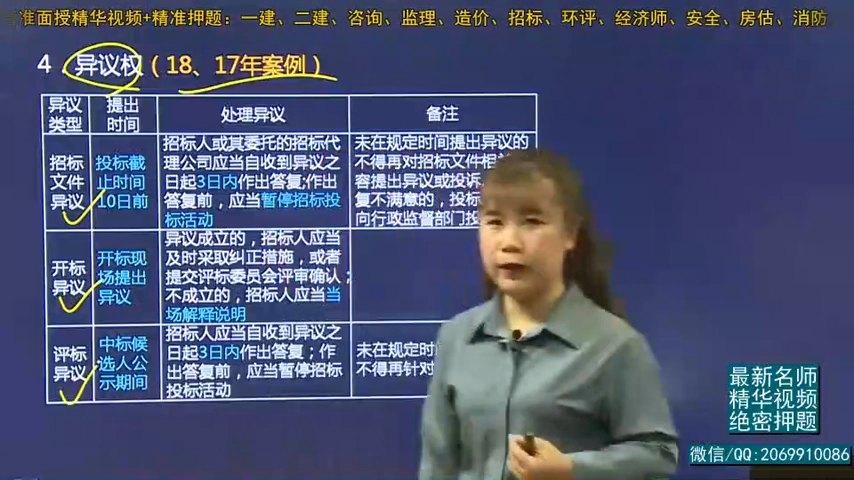 准面授精华视频+精准押题：一建、二建、咨询、监理、造价、招标、环评、经济师、安全、房估、消防
4．异议权（18、17年案例）
异议
类型
提出
时间
处理异议
备注
招标
文件
异议
投标截
止时间
10日前
招标人或其委托的招标代
理公司应当自收到异议之
日起3日内作出答复;作出
答复前，应当暂停招标投
标活动
未在规定时间提出异议的
不得再对招标文件相
容提出异议或投诉
复不满意的，投标
向行政监督部门投
开标
异议
开标现
场提出
异议
异议成立的，招标人应当
及时采取纠正措施，或者
提交评标委员会评审确认；
不成立的，招标人应当当
场解释说明
评标
异议
中标候
选人公
示期间
招标人应当自收到异议之
日起3日内作出答复；作
出答复前，应当暂停招标
投标活动
未在规定时
不得再针对
最新名师
精华视频
绝密押题
微信/QQ:2069910086